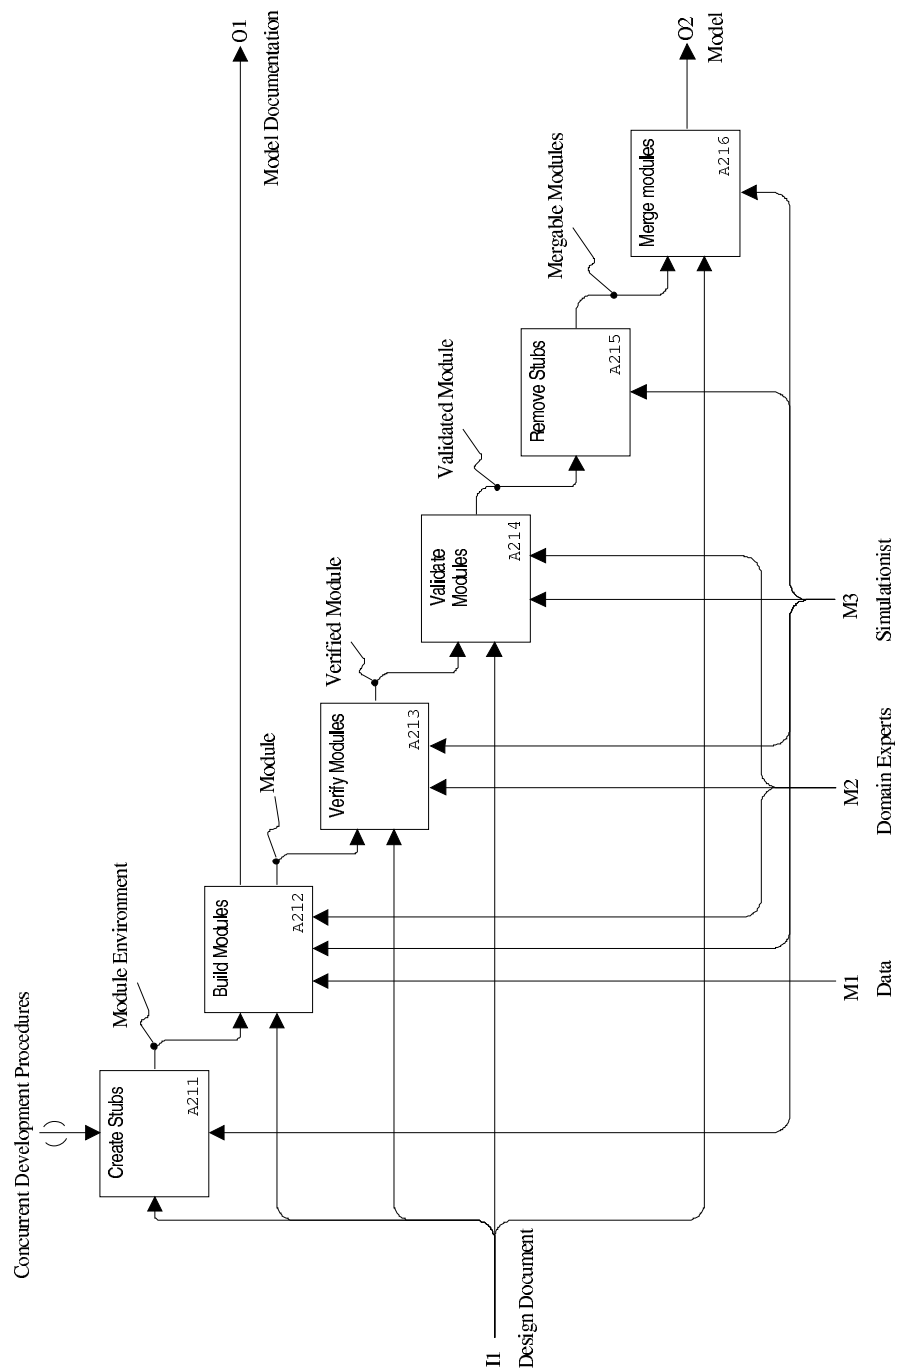 Concurrent Development Procedures
Create Stubs
A211
Module Environment
Build Modules
A212
Module
Verify Modules
A213
Verified Module
Validate
Modules
A214
Validated Module
Remove Stubs
A215
Mergable Modules
Merge modules
A216
O1
Model Documentation
O2
Model
I1
Design Document
M1
Data
M2
Domain Experts
M3
Simulationist